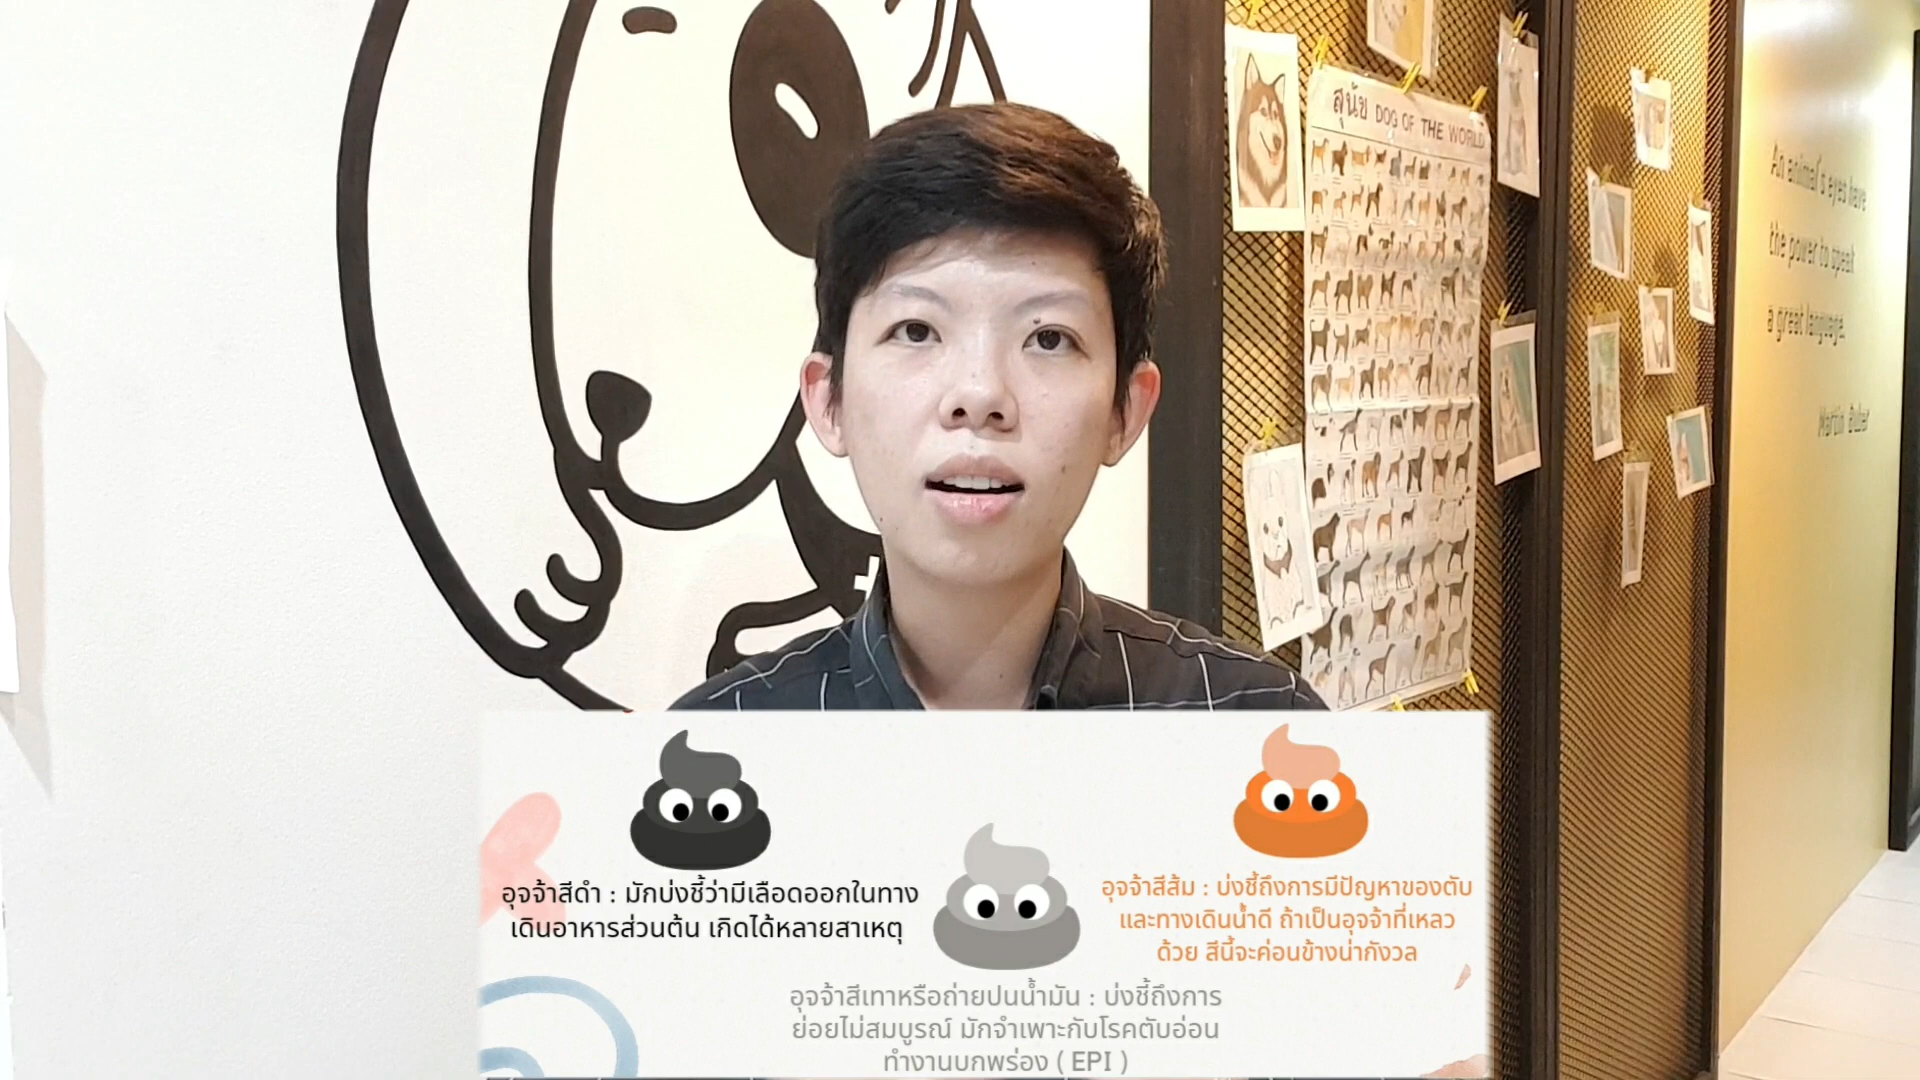 สุนัข DOG OF THE WORLD
An animal's eyes have
the power to speak
a great language.
Martin Buber
อุจจ้าสีดำ : มักบ่งชี้ว่ามีเลือดออกในทาง
เดินอาหารส่วนต้น เกิดได้หลายสาเหตุ
อุจจ้าสีเทาหรือถ่ายปนน้ำมัน : บ่งชี้ถึงการ
ย่อยไม่สมบูรณ์ มักจำเพาะกับโรคตับอ่อน
ทำงานบกพร่อง ( EPI )
อุจจ้าสีส้ม : บ่งชี้ถึงการมีปัญหาของตับ
และทางเดินน้ำดี ถ้าเป็นอุจจ้าที่เหลว
ด้วย สีนี้จะค่อนข้างน่ากังวล